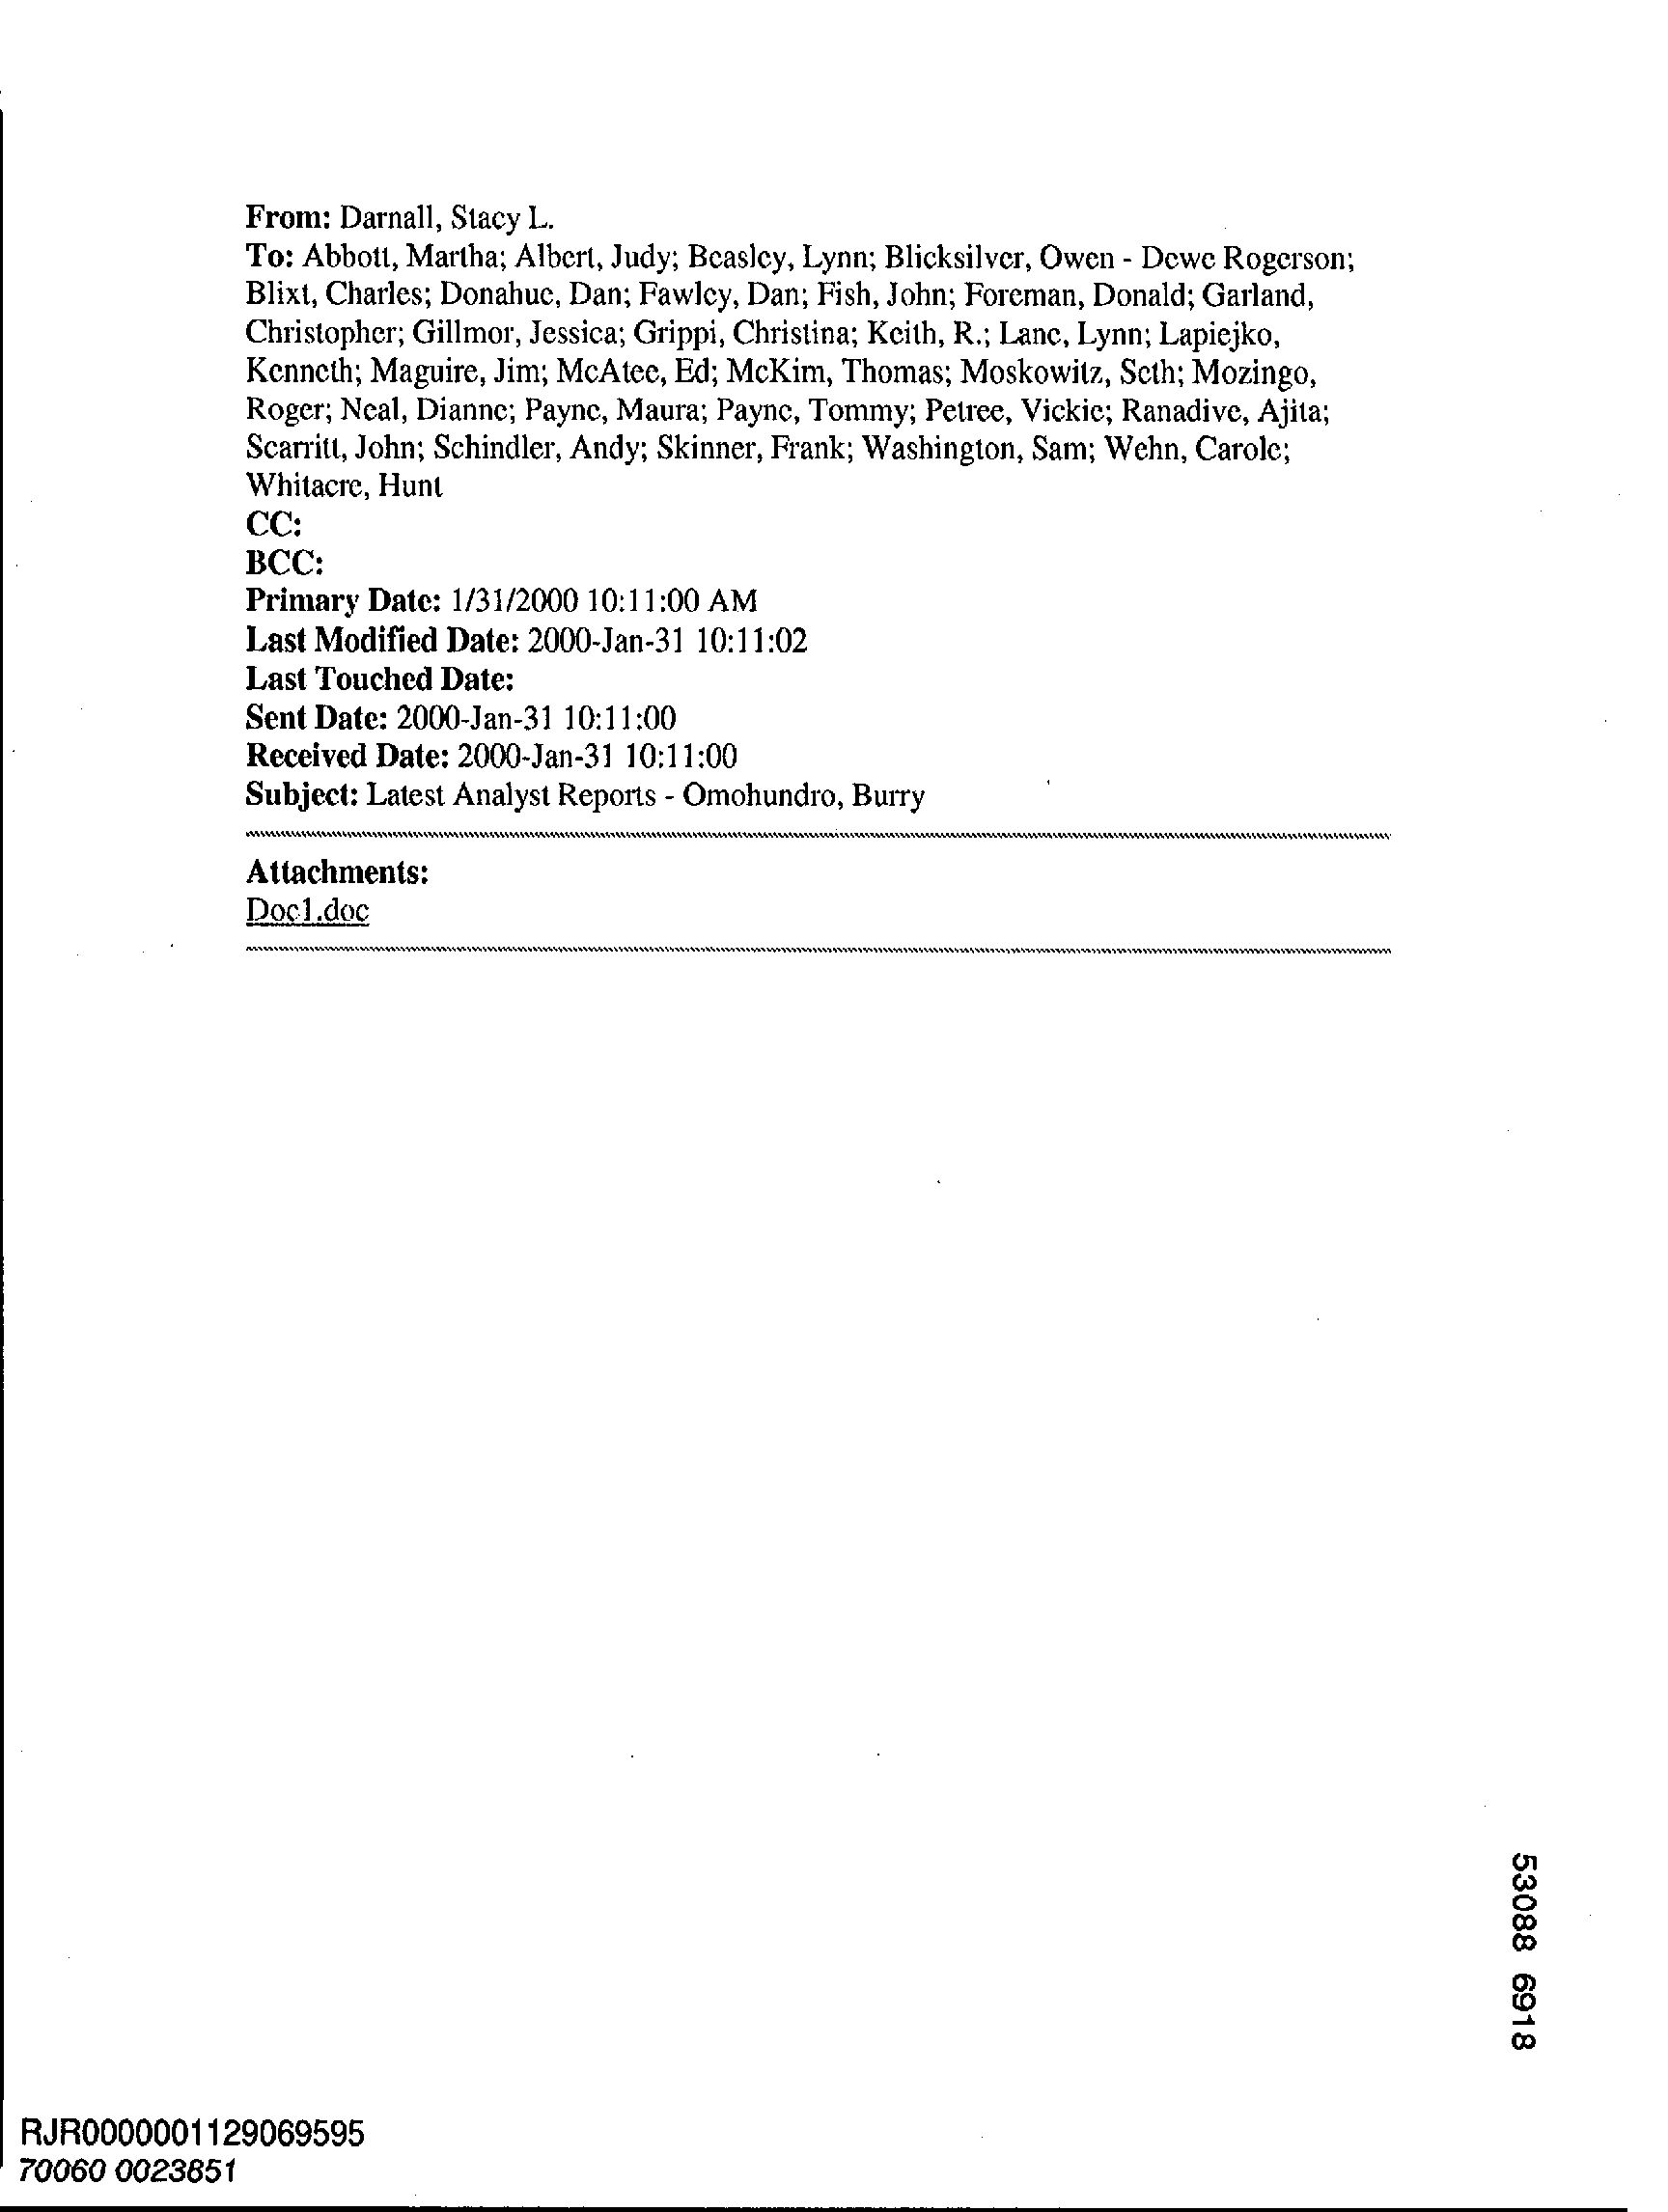 From: Darnall, Stacy L.
To: Abbott, Martha; Albert, Judy; Beasley, Lynn; Blicksilver, Owen - Dewe Rogerson;
Blixt, Charles; Donahue, Dan; Fawley, Dan; Fish, John; Foreman, Donald; Garland,
Christopher; Gillmor, Jessica; Grippi, Christina; Keith, R.; Lane, Lynn; Lapiejko,
Kenneth; Maguire, Jim; McAtee, Ed; McKim, Thomas; Moskowitz, Seth; Mozingo,
Roger; Neal, Dianne; Payne, Maura; Payne, Tommy; Petree, Vickie; Ranadive, Ajita;
Scarritt, John; Schindler, Andy; Skinner, Frank; Washington, Sam; Wehn, Carole;
Whitacre, Hunt
CC:
BCC:
Primary Date: 1/31/2000 10:11:00 AM
Last Modified Date: 2000-Jan-31 10:11:02
Last Touched Date:
Sent Date: 2000-Jan-31 10:11:00
Received Date: 2000-Jan-31 10:11:00
Subject: Latest Analyst Reports - Omohundro, Burry
Attachments:
Doc1.doc
53088 6918
RJR0000001129069595
70060 0023851